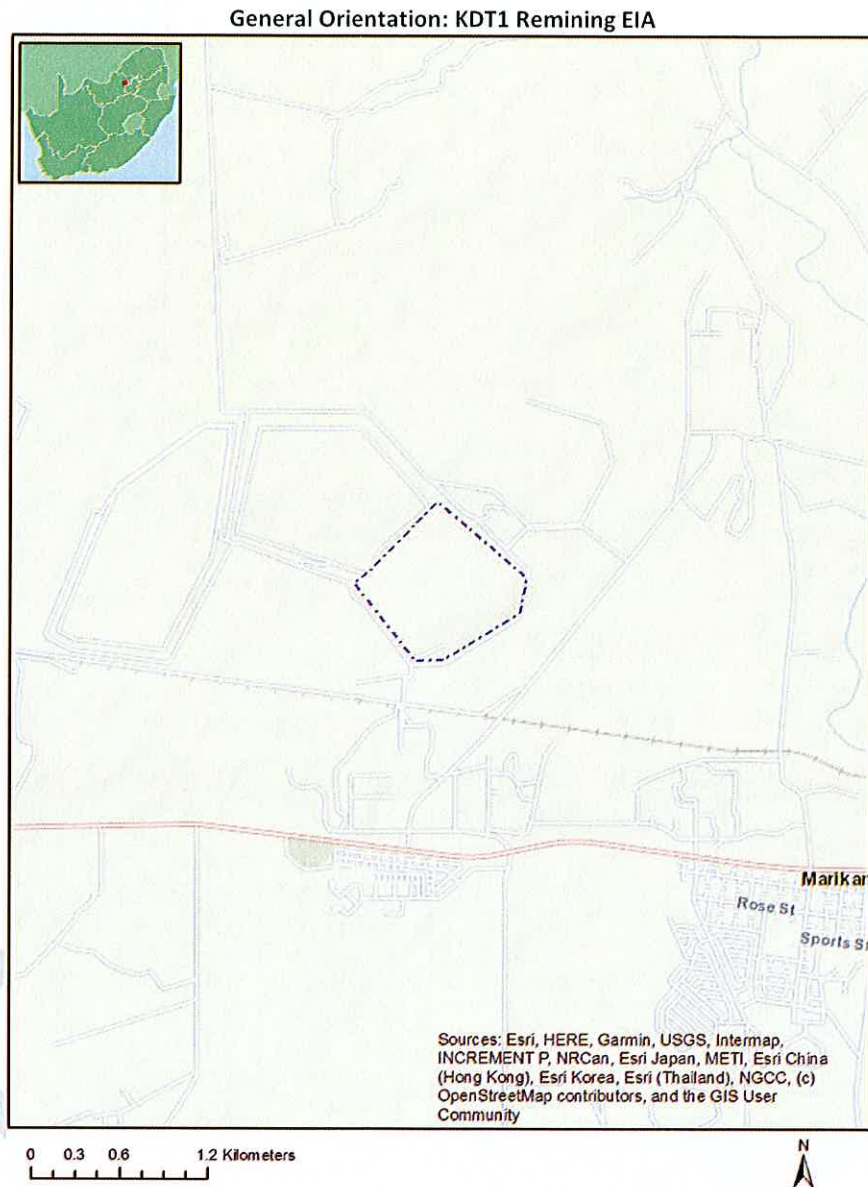 General Orientation: KDT1 Remining EIA
Marikan
Rose St
Sports St
Sources: Esri, HERE, Garmin, USGS, Intermap,
INCREMENT P, NRCan, Esri Japan, METI, Esri China
(Hong Kong), Esri Korea, Esri (Thailand), NGCC, (c)
OpenStreetMap contributors, and the GIS User
Community
0 0.3 0.6 1.2 Kilometers
N